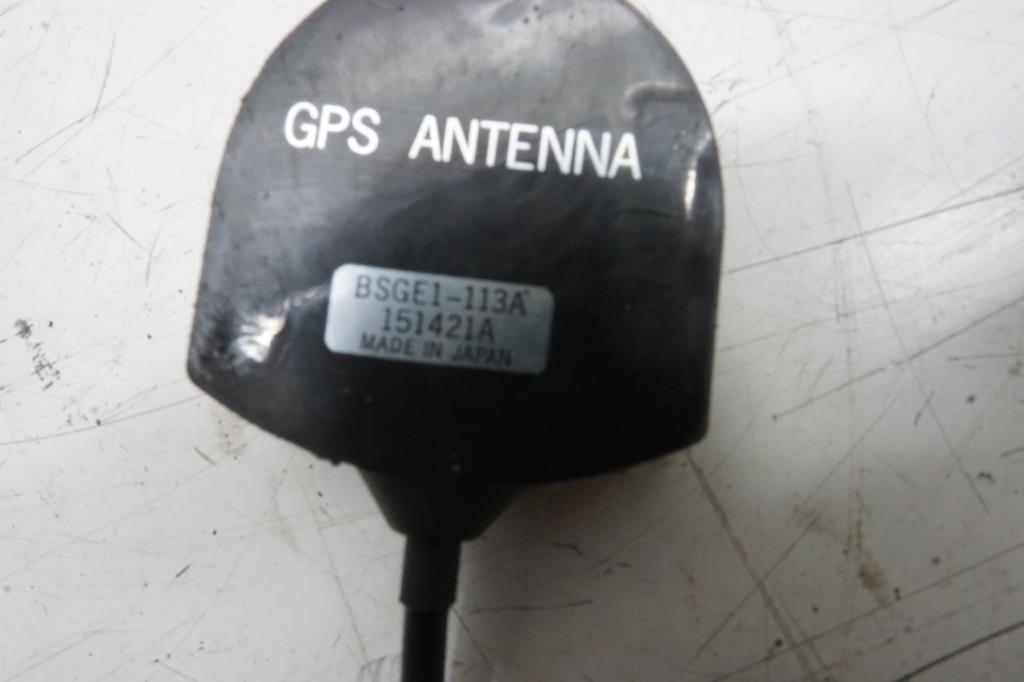 GPS ANTENNA
BSGE1-113A
151421A
MADE IN JAPAN